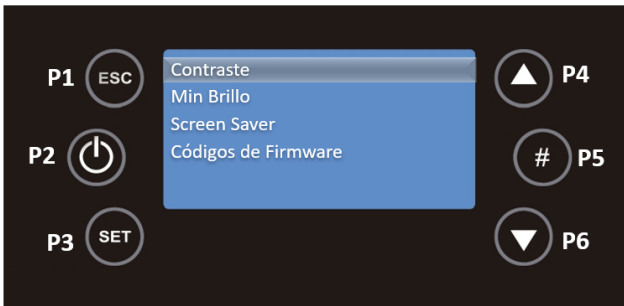 P1 ESC
P2
P3 SET
Contraste
Min Brillo
Screen Saver
Códigos de Firmware
P4
# P5
P6